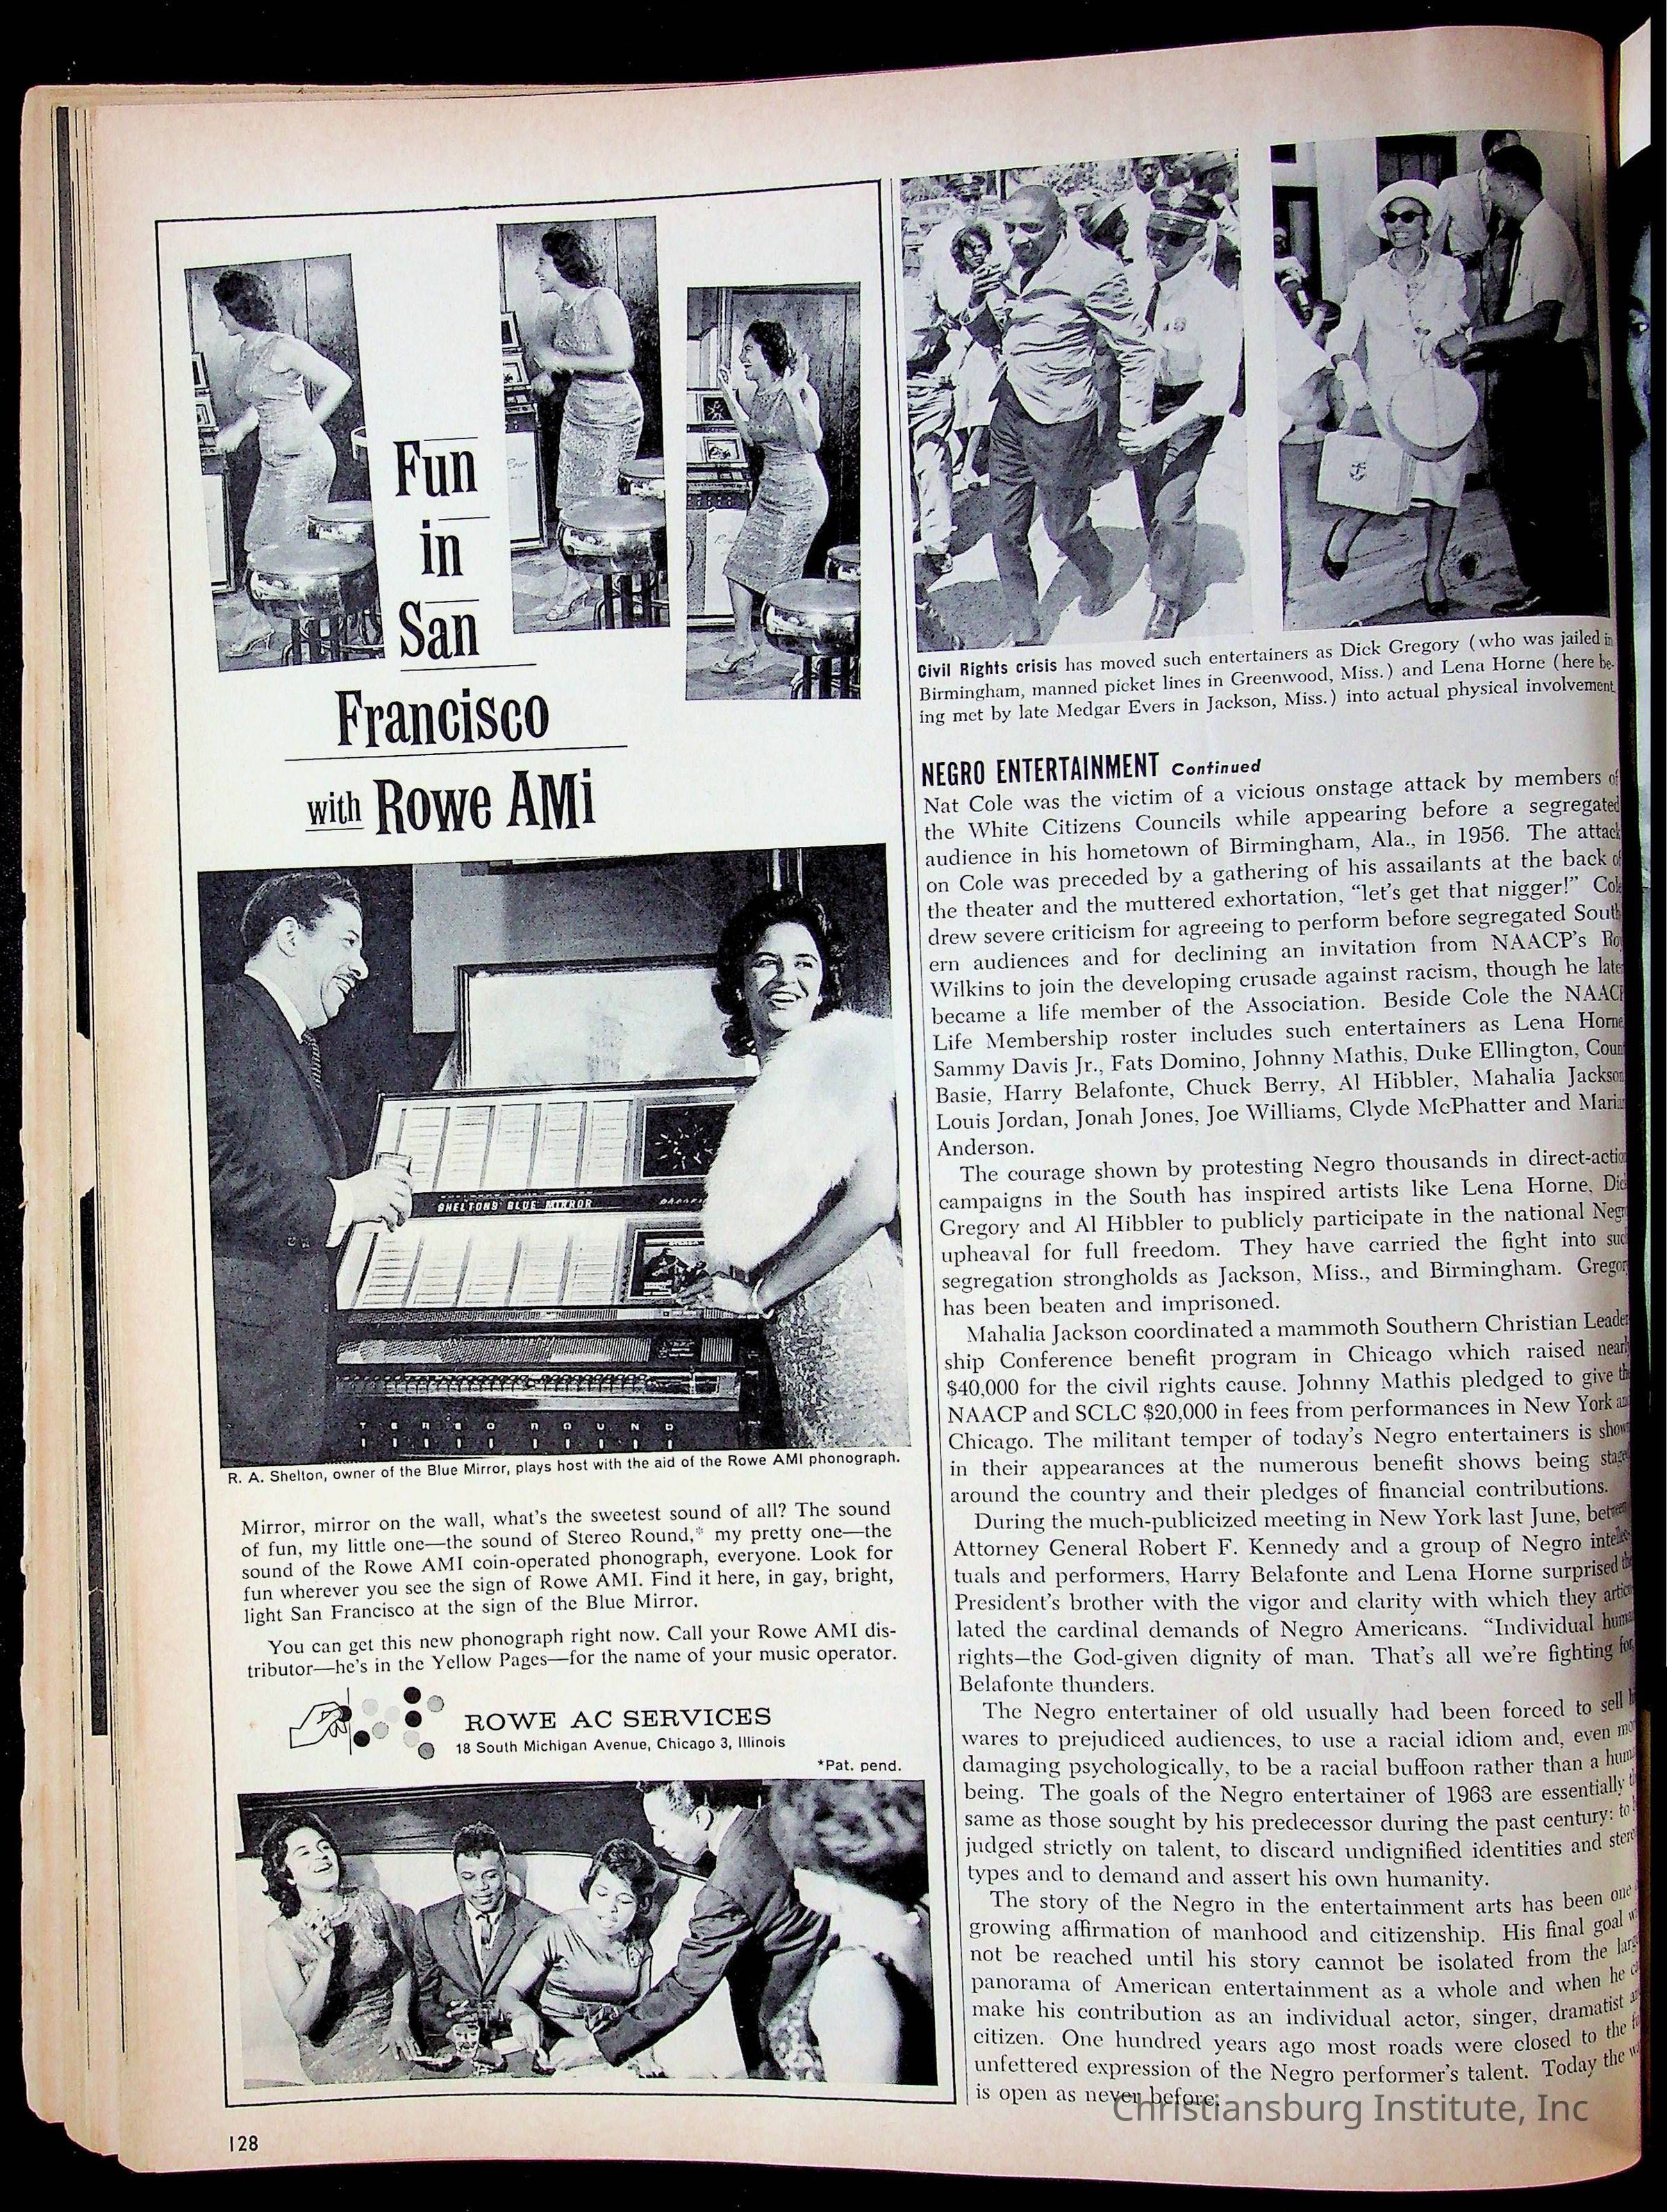 Fun
in
San
Francisco
with Rowe AMi
SHELTONS' BLUE MIRROR
T E R E O R O U N D
R. A. Shelton, owner of the Blue Mirror, plays host with the aid of the Rowe AMI phonograph.
Mirror, mirror on the wall, what's the sweetest sound of all? The sound
of fun, my little one—the sound of Stereo Round,* my pretty one—the
sound of the Rowe AMI coin-operated phonograph, everyone. Look for
fun wherever you see the sign of Rowe AMI. Find it here, in gay, bright,
light San Francisco at the sign of the Blue Mirror.
You can get this new phonograph right now. Call your Rowe AMI dis-
tributor—he's in the Yellow Pages—for the name of your music operator.
ROWE AC SERVICES
18 South Michigan Avenue, Chicago 3, Illinois
*Pat. pend.
128
Civil Rights crisis has moved such entertainers as Dick Gregory (who was jailed in
Birmingham, manned picket lines in Greenwood, Miss.) and Lena Horne (here be-
ing met by late Medgar Evers in Jackson, Miss.) into actual physical involvement.
NEGRO ENTERTAINMENT Continued
Nat Cole was the victim of a vicious onstage attack by members of
the White Citizens Councils while appearing before a segregated
audience in his hometown of Birmingham, Ala., in 1956. The attack
on Cole was preceded by a gathering of his assailants at the back of
the theater and the muttered exhortation, "let's get that nigger!" Cole
drew severe criticism for agreeing to perform before segregated South
ern audiences and for declining an invitation from NAACP's Roy
Wilkins to join the developing crusade against racism, though he later
became a life member of the Association. Beside Cole the NAACP
Life Membership roster includes such entertainers as Lena Horne,
Sammy Davis Jr., Fats Domino, Johnny Mathis, Duke Ellington, Count
Basie, Harry Belafonte, Chuck Berry, Al Hibbler, Mahalia Jackson,
Louis Jordan, Jonah Jones, Joe Williams, Clyde McPhatter and Marian
Anderson.
The courage shown by protesting Negro thousands in direct-action
campaigns in the South has inspired artists like Lena Horne, Dick
Gregory and Al Hibbler to publicly participate in the national Negro
upheaval for full freedom. They have carried the fight into such
segregation strongholds as Jackson, Miss., and Birmingham. Gregory
has been beaten and imprisoned.
Mahalia Jackson coordinated a mammoth Southern Christian Leader
ship Conference benefit program in Chicago which raised nearly
$40,000 for the civil rights cause. Johnny Mathis pledged to give the
NAACP and SCLC $20,000 in fees from performances in New York and
Chicago. The militant temper of today's Negro entertainers is shown
in their appearances at the numerous benefit shows being staged
around the country and their pledges of financial contributions.
During the much-publicized meeting in New York last June, between
Attorney General Robert F. Kennedy and a group of Negro intellec-
tuals and performers, Harry Belafonte and Lena Horne surprised the
President's brother with the vigor and clarity with which they articu
lated the cardinal demands of Negro Americans. "Individual human
rights—the God-given dignity of man. That's all we're fighting for,
Belafonte thunders.
The Negro entertainer of old usually had been forced to sell
wares to prejudiced audiences, to use a racial idiom and, even more
damaging psychologically, to be a racial buffoon rather than a human
being. The goals of the Negro entertainer of 1963 are essentially the
same as those sought by his predecessor during the past century: to
judged strictly on talent, to discard undignified identities and stereo
types and to demand and assert his own humanity.
The story of the Negro in the entertainment arts has been one
growing affirmation of manhood and citizenship. His final goal
not be reached until his story cannot be isolated from the larger
panorama of American entertainment as a whole and when he
make his contribution as an individual actor, singer, dramatist
citizen. One hundred years ago most roads were closed to the
unfettered expression of the Negro performer's talent. Today the
is open as never before.
Christiansburg Institute, Inc